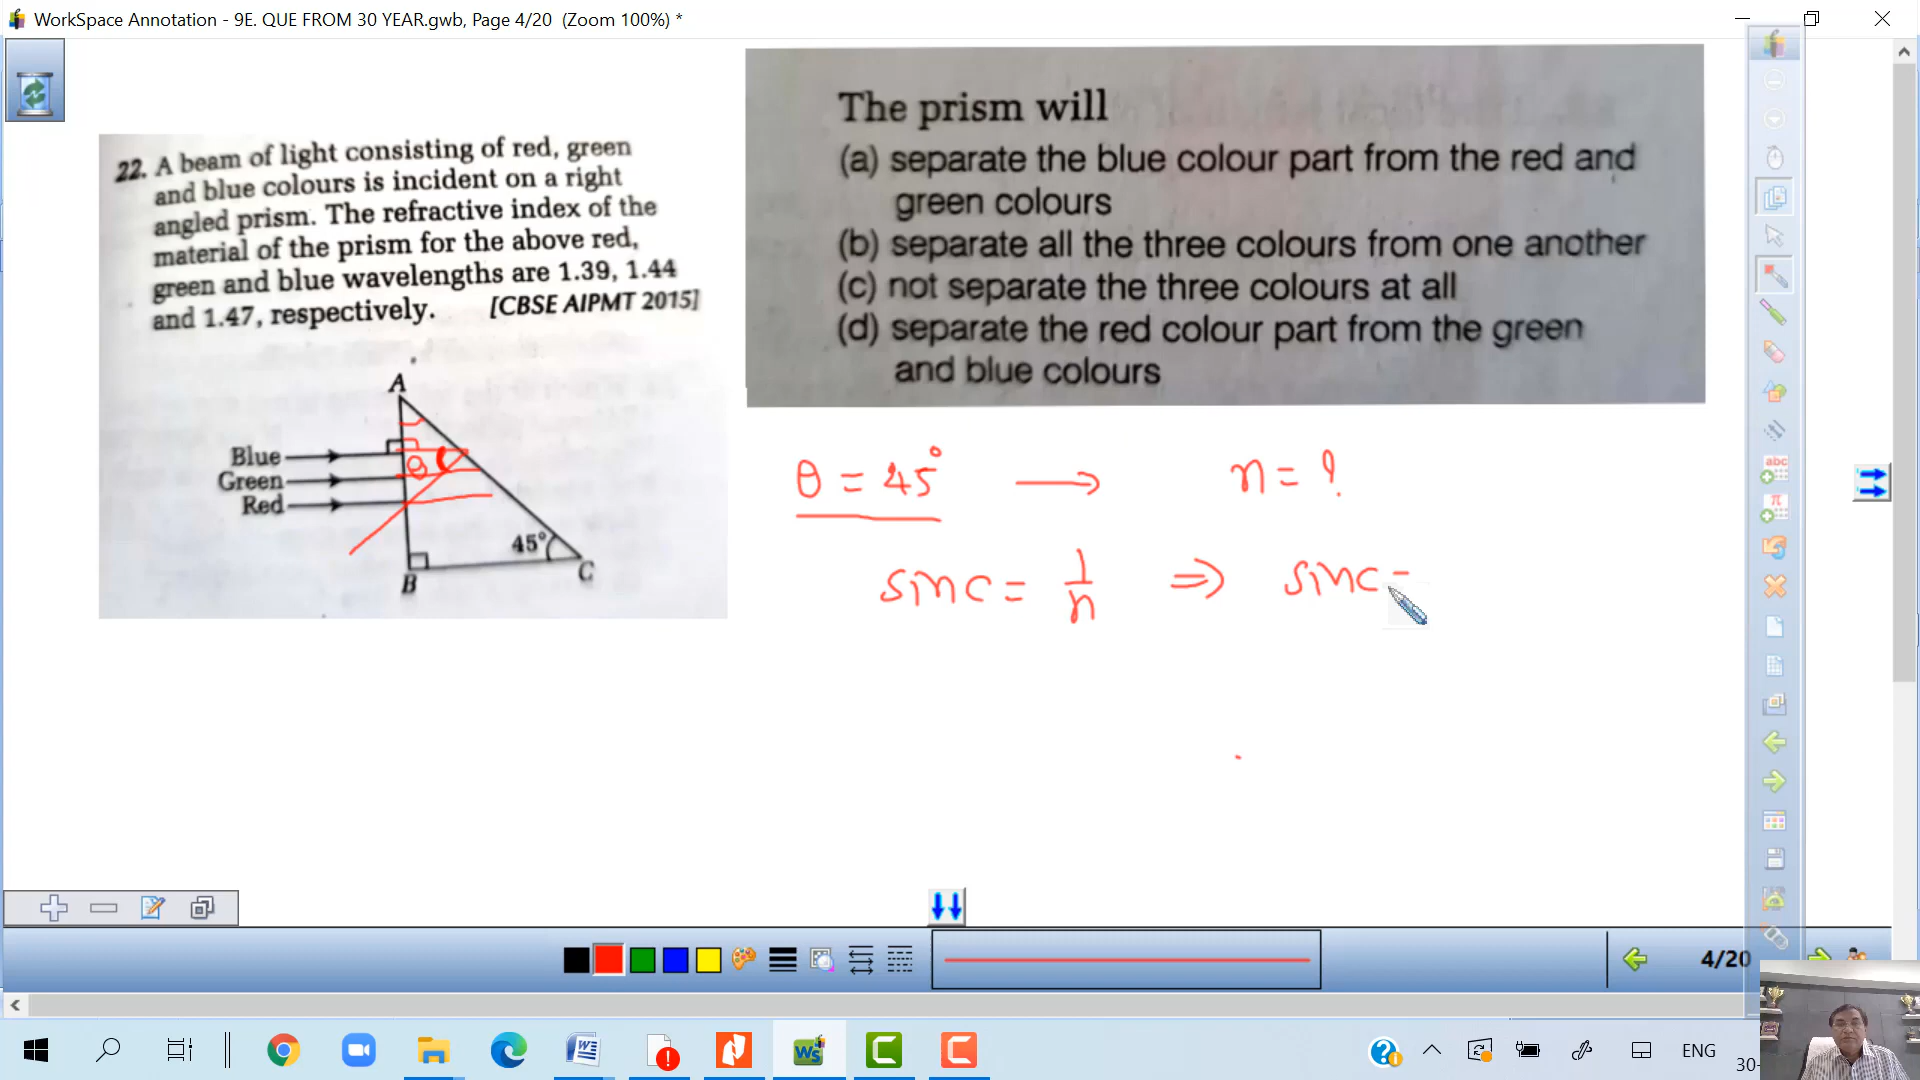 WorkSpace Annotation - 9E. QUE FROM 30 YEAR.gwb, Page 4/20 (Zoom 100%) *
22. A beam of light consisting of red, green
and blue colours is incident on a right
angled prism. The refractive index of the
material of the prism for the above red,
green and blue wavelengths are 1.39, 1.44
and 1.47, respectively. [CBSE AIPMT 2015]
A
Blue
Green
Red
θ
45°
B
C
The prism will
(a) separate the blue colour part from the red and
green colours
(b) separate all the three colours from one another
(c) not separate the three colours at all
(d) separate the red colour part from the green
and blue colours
θ = 45° → n = ?
sinc = 1/n ⇒ sinc =
abc
π
4/20
WS
ENG
30-